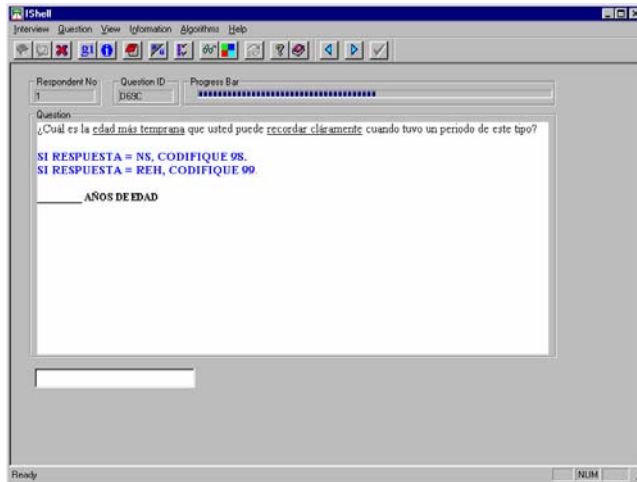 IShell
Interview Question View Information Algorithms Help
Respondent No
Question ID
Progress Bar
1
D69C
Question
¿Cuál es la edad más temprana que usted puede recordar cláramente cuando tuvo un periodo de este tipo?
SI RESPUESTA = NS, CODIFIQUE 98.
SI RESPUESTA = REH, CODIFIQUE 99.
_______ AÑOS DE EDAD
Ready
NUM